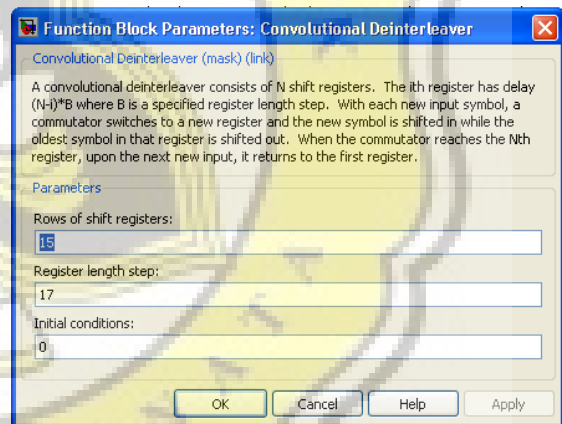 Function Block Parameters: Convolutional Deinterleaver
Convolutional Deinterleaver (mask) (link)
A convolutional deinterleaver consists of N shift registers. The ith register has delay
(N-i)*B where B is a specified register length step. With each new input symbol, a
commutator switches to a new register and the new symbol is shifted in while the
oldest symbol in that register is shifted out. When the commutator reaches the Nth
register, upon the next new input, it returns to the first register.
Parameters
Rows of shift registers:
15
Register length step:
17
Initial conditions:
0
OK Cancel Help Apply